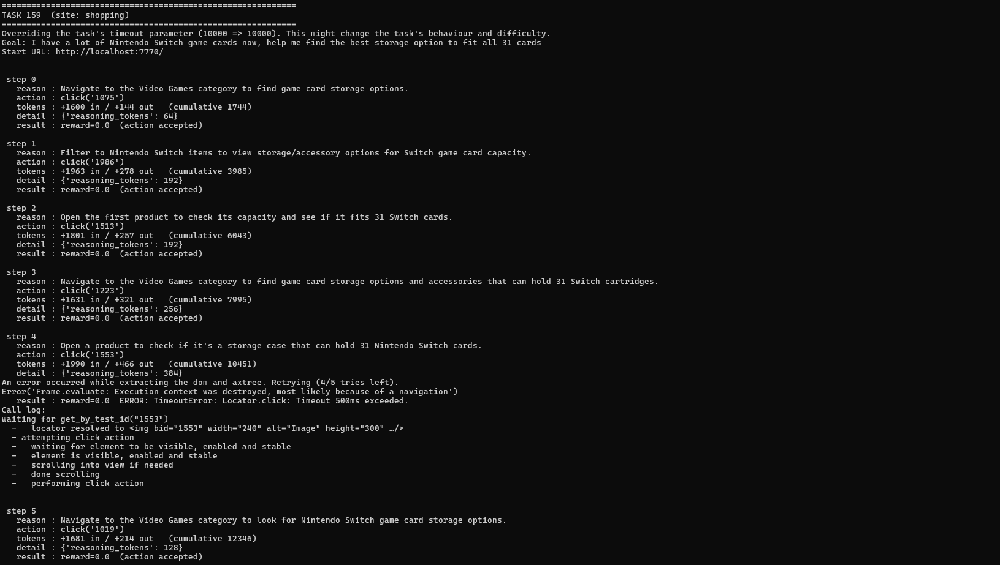 ============================================================
TASK 159  (site: shopping)
============================================================
Overriding the task's timeout parameter (10000 => 10000). This might change the task's behaviour and difficulty.
Goal: I have a lot of Nintendo Switch game cards now, help me find the best storage option to fit all 31 cards
Start URL: http://localhost:7770/
step 0
reason : Navigate to the Video Games category to find game card storage options.
action : click('1075')
tokens : +1600 in / +144 out   (cumulative 1744)
detail : {'reasoning_tokens': 64}
result : reward=0.0  (action accepted)
step 1
reason : Filter to Nintendo Switch items to view storage/accessory options for Switch game card capacity.
action : click('1986')
tokens : +1963 in / +278 out   (cumulative 3985)
detail : {'reasoning_tokens': 192}
result : reward=0.0  (action accepted)
step 2
reason : Open the first product to check its capacity and see if it fits 31 Switch cards.
action : click('1513')
tokens : +1801 in / +257 out   (cumulative 6043)
detail : {'reasoning_tokens': 192}
result : reward=0.0  (action accepted)
step 3
reason : Navigate to the Video Games category to find game card storage options and accessories that can hold 31 Switch cartridges.
action : click('1223')
tokens : +1631 in / +321 out   (cumulative 7995)
detail : {'reasoning_tokens': 256}
result : reward=0.0  (action accepted)
step 4
reason : Open a product to check if it's a storage case that can hold 31 Nintendo Switch cards.
action : click('1553')
tokens : +1990 in / +466 out   (cumulative 10451)
detail : {'reasoning_tokens': 384}
An error occurred while extracting the dom and axtree. Retrying (4/5 tries left).
Error('Frame.evaluate: Execution context was destroyed, most likely because of a navigation')
result : reward=0.0  ERROR: TimeoutError: Locator.click: Timeout 500ms exceeded.
Call log:
waiting for get_by_test_id("1553")
-   locator resolved to <img bid="1553" width="240" alt="Image" height="300" …/>
- attempting click action
-   waiting for element to be visible, enabled and stable
-   element is visible, enabled and stable
-   scrolling into view if needed
-   done scrolling
-   performing click action
step 5
reason : Navigate to the Video Games category to look for Nintendo Switch game card storage options.
action : click('1019')
tokens : +1681 in / +214 out   (cumulative 12346)
detail : {'reasoning_tokens': 128}
result : reward=0.0  (action accepted)